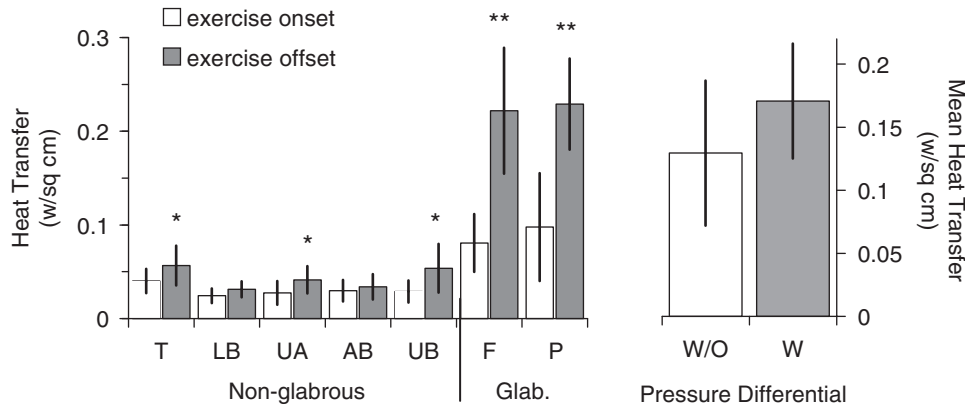 exercise onset
exercise offset
Heat Transfer
(w/sq cm)
0.3
0.2
0.1
0
* * * ** **
T LB UA AB UB F P
Non-glabrous Glab.
0.2
0.15
0.1
0.05
0
Mean Heat Transfer
(w/sq cm)
W/O W
Pressure Differential